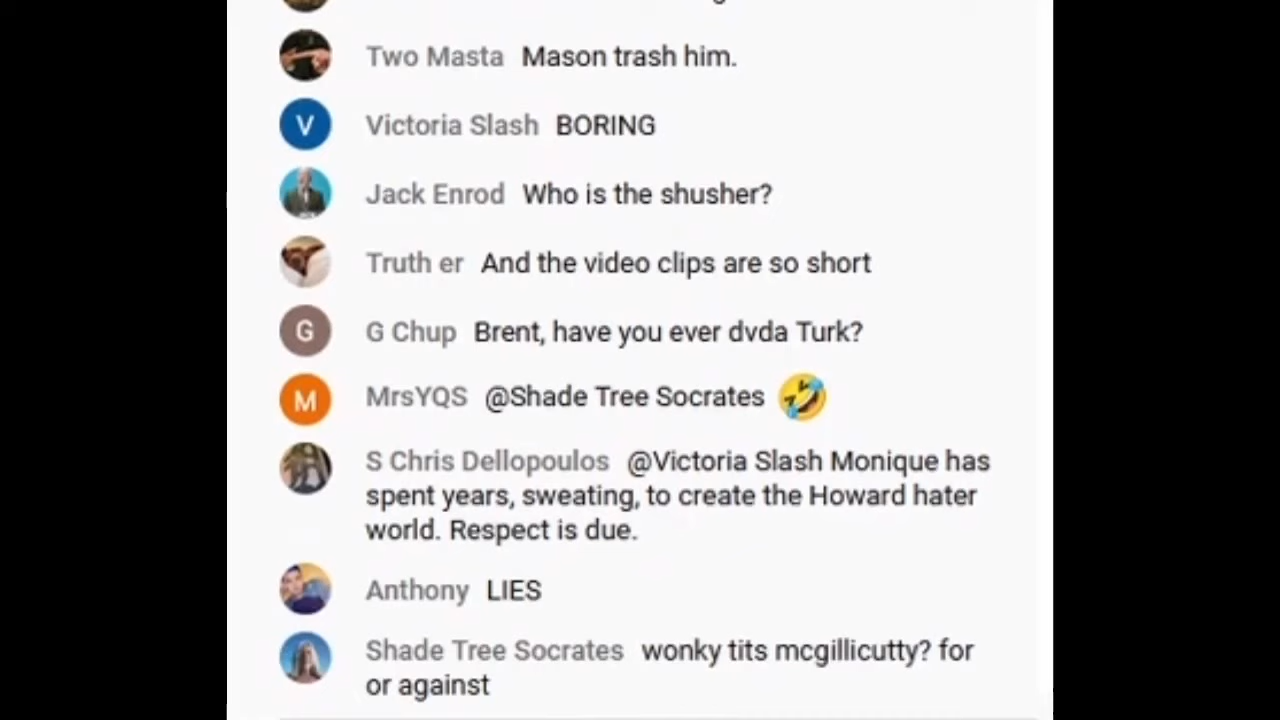 Two Masta Mason trash him.
V Victoria Slash BORING
Jack Enrod Who is the shusher?
Truth er And the video clips are so short
G G Chup Brent, have you ever dvda Turk?
M MrsYQS @Shade Tree Socrates 🤣
S Chris Dellopoulos @Victoria Slash Monique has
spent years, sweating, to create the Howard hater
world. Respect is due.
Anthony LIES
Shade Tree Socrates wonky tits mcgillicutty? for
or against